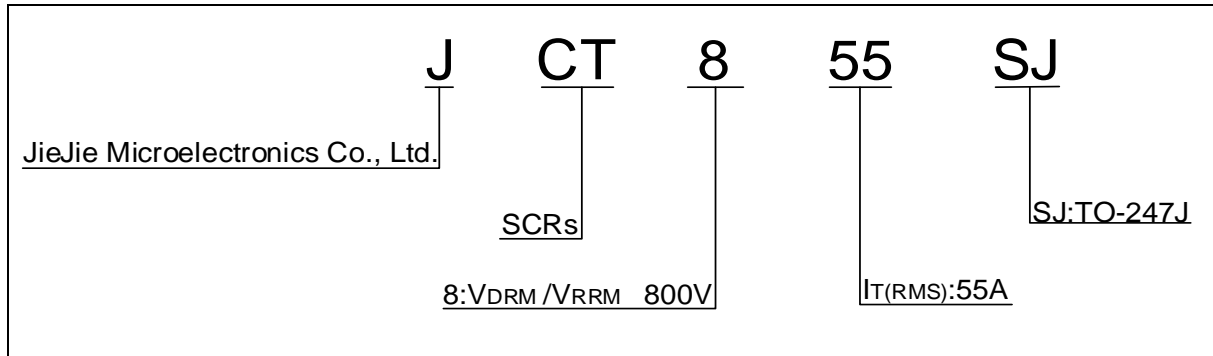 J CT 8 55 SJ
JieJie Microelectronics Co., Ltd.
SJ:TO-247J
SCRs
8:VDRM /VRRM 800V
IT(RMS):55A